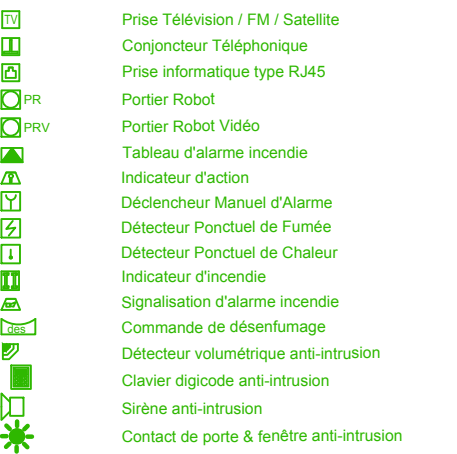 TV Prise Télévision / FM / Satellite
Conjoncteur Téléphonique
Prise informatique type RJ45
PR Portier Robot
PRV Portier Robot Vidéo
Tableau d'alarme incendie
Indicateur d'action
Déclencheur Manuel d'Alarme
Détecteur Ponctuel de Fumée
Détecteur Ponctuel de Chaleur
Indicateur d'incendie
Signalisation d'alarme incendie
des Commande de désenfumage
Détecteur volumétrique anti-intrusion
Clavier digicode anti-intrusion
Sirène anti-intrusion
Contact de porte & fenêtre anti-intrusion